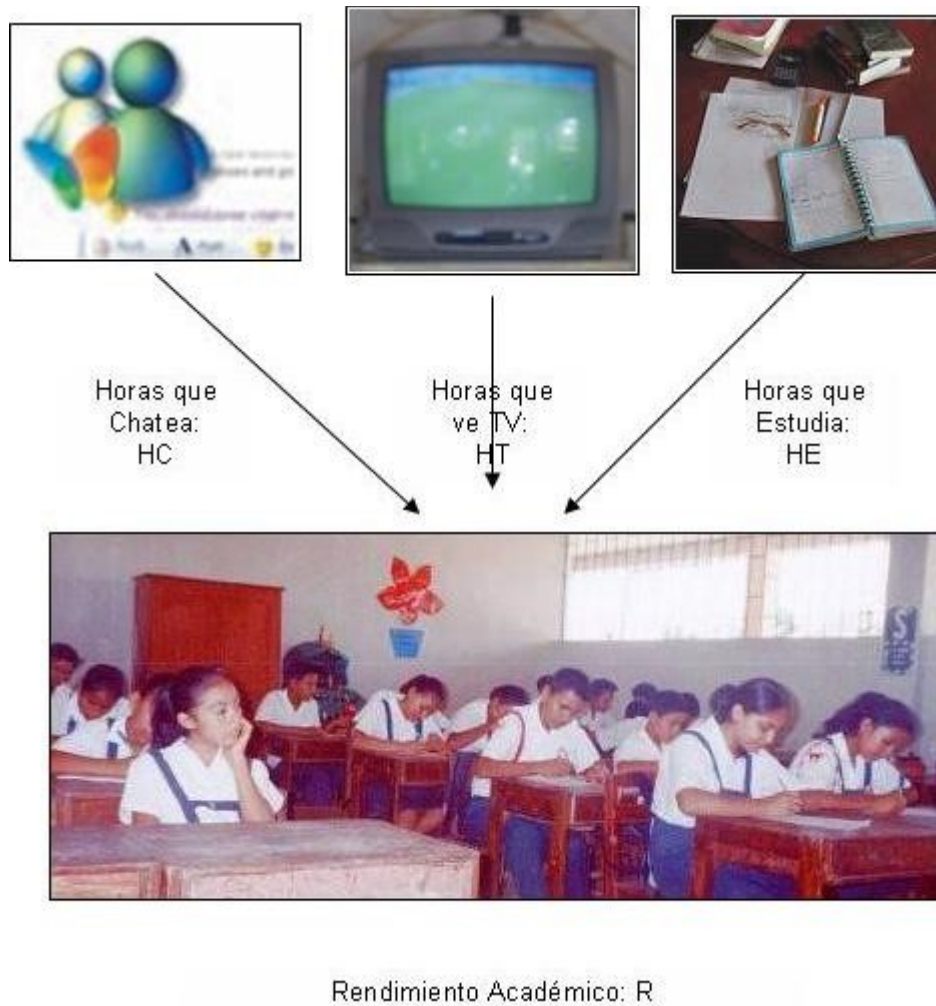 Horas que
Chatea:
HC
Horas que
ve TV:
HT
Horas que
Estudia:
HE
Rendimiento Académico: R